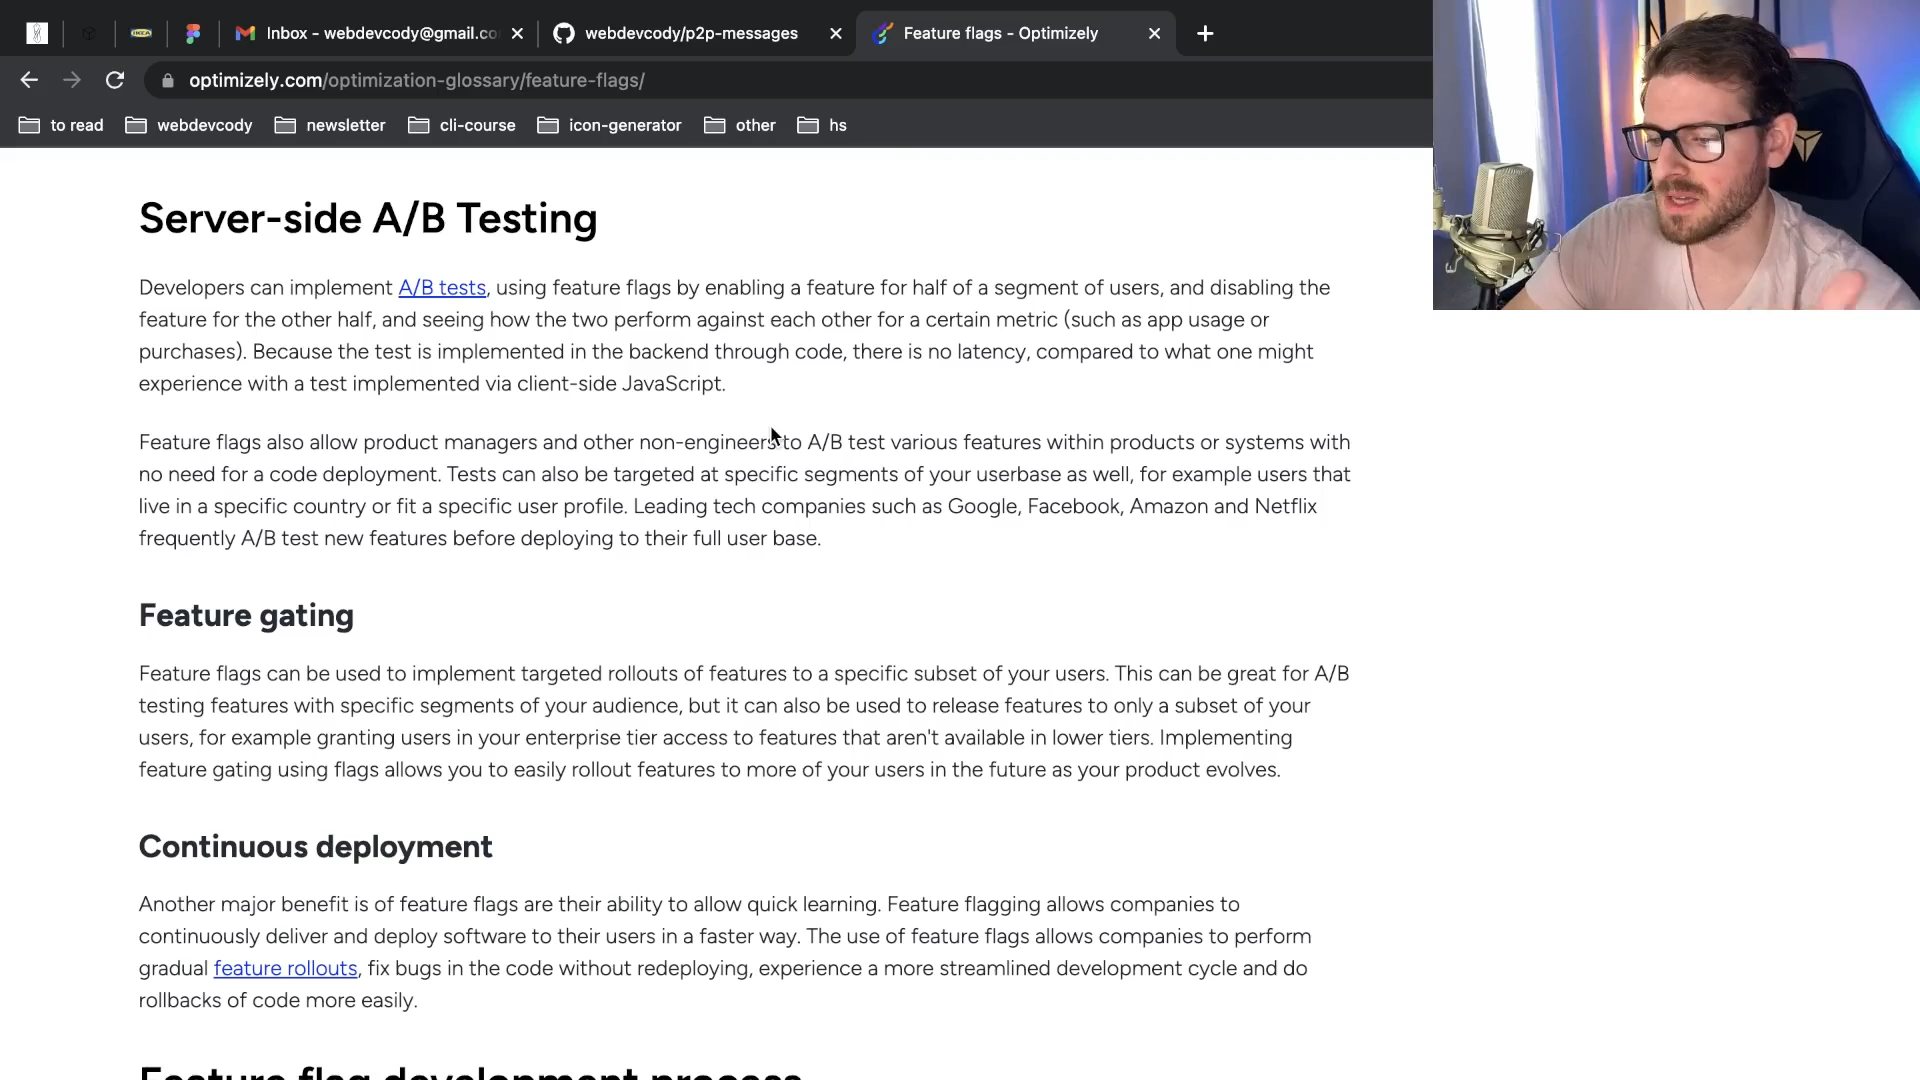 IKEA
Inbox - webdevcody@gmail.co
webdevcody/p2p-messages
Feature flags - Optimizely
optimizely.com/optimization-glossary/feature-flags/
to read
webdevcody
newsletter
cli-course
icon-generator
other
hs
Server-side A/B Testing
Developers can implement A/B tests, using feature flags by enabling a feature for half of a segment of users, and disabling the
feature for the other half, and seeing how the two perform against each other for a certain metric (such as app usage or
purchases). Because the test is implemented in the backend through code, there is no latency, compared to what one might
experience with a test implemented via client-side JavaScript.
Feature flags also allow product managers and other non-engineers to A/B test various features within products or systems with
no need for a code deployment. Tests can also be targeted at specific segments of your userbase as well, for example users that
live in a specific country or fit a specific user profile. Leading tech companies such as Google, Facebook, Amazon and Netflix
frequently A/B test new features before deploying to their full user base.
Feature gating
Feature flags can be used to implement targeted rollouts of features to a specific subset of your users. This can be great for A/B
testing features with specific segments of your audience, but it can also be used to release features to only a subset of your
users, for example granting users in your enterprise tier access to features that aren't available in lower tiers. Implementing
feature gating using flags allows you to easily rollout features to more of your users in the future as your product evolves.
Continuous deployment
Another major benefit is of feature flags are their ability to allow quick learning. Feature flagging allows companies to
continuously deliver and deploy software to their users in a faster way. The use of feature flags allows companies to perform
gradual feature rollouts, fix bugs in the code without redeploying, experience a more streamlined development cycle and do
rollbacks of code more easily.
Feature flag development process